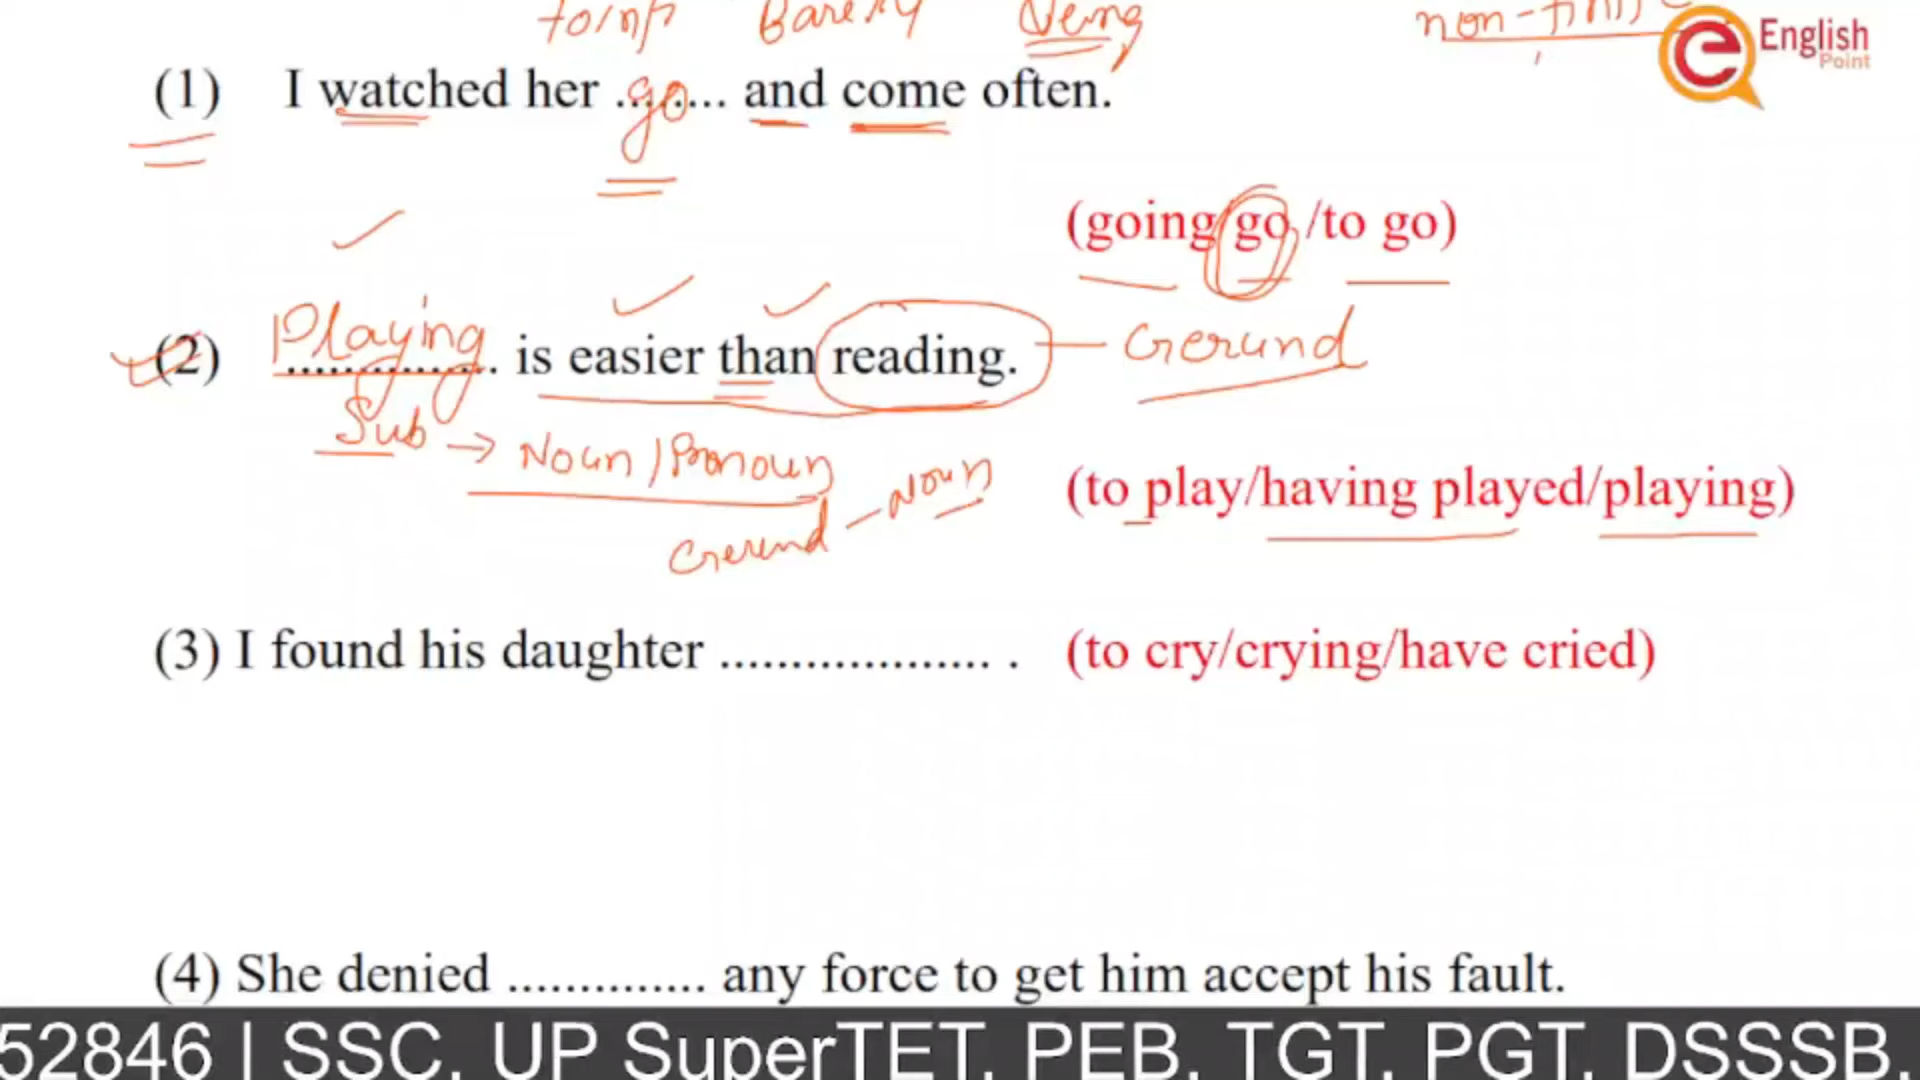 Bare
English
Point
(1) I watched her ........ and come often.
go
(going/go /to go)
Playing
(2) ............... is easier than reading. - Gerund
Sub → Noun / Pronoun
Gerund - Noun
(to play/having played/playing)
(3) I found his daughter ................... . (to cry/crying/have cried)
(4) She denied .............. any force to get him accept his fault.
52846 | SSC, UP SuperTET, PEB, TGT, PGT, DSSSB,